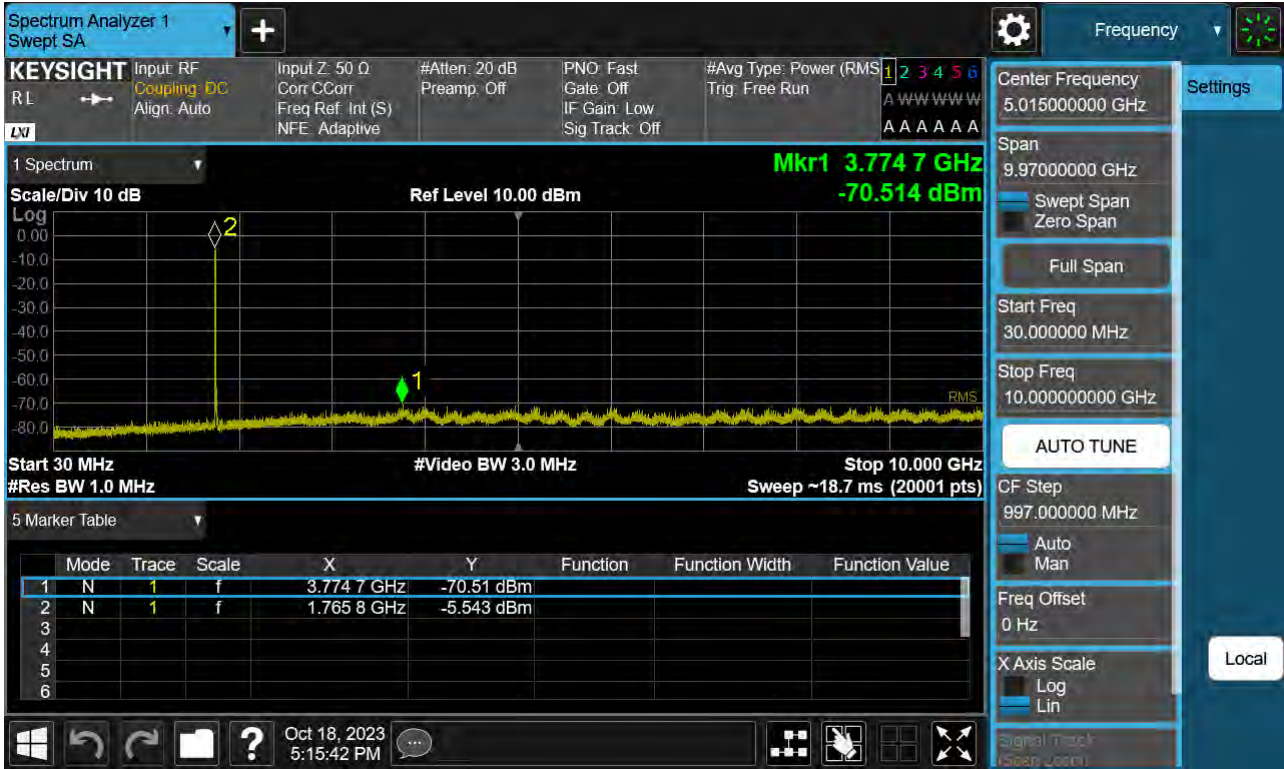 Spectrum Analyzer 1
Swept SA
Frequency
KEYSIGHT
RL
LXI
Input: RF
Coupling: DC
Align: Auto
Input Z: 50 Ω
Corr CCorr
Freq Ref: Int (S)
NFE: Adaptive
#Atten: 20 dB
Preamp: Off
PNO: Fast
Gate: Off
IF Gain: Low
Sig Track: Off
#Avg Type: Power (RMS
Trig: Free Run
1 2 3 4 5 6
A W W W W W
A A A A A A
1 Spectrum
Scale/Div 10 dB
Ref Level 10.00 dBm
Mkr1 3.774 7 GHz
-70.514 dBm
Log
0.00
-10.0
-20.0
-30.0
-40.0
-50.0
-60.0
-70.0
-80.0
2
1
RMS
Start 30 MHz
#Video BW 3.0 MHz
Stop 10.000 GHz
#Res BW 1.0 MHz
Sweep ~18.7 ms (20001 pts)
5 Marker Table
Mode Trace Scale X Y Function Function Width Function Value
1 N 1 f 3.774 7 GHz -70.51 dBm
2 N 1 f 1.765 8 GHz -5.543 dBm
3
4
5
6
Oct 18, 2023
5:15:42 PM
Center Frequency
5.015000000 GHz
Settings
Span
9.97000000 GHz
Swept Span
Zero Span
Full Span
Start Freq
30.000000 MHz
Stop Freq
10.000000000 GHz
AUTO TUNE
CF Step
997.000000 MHz
Auto
Man
Freq Offset
0 Hz
X Axis Scale
Log
Lin
Local
Signal Track
(Span Zoom)